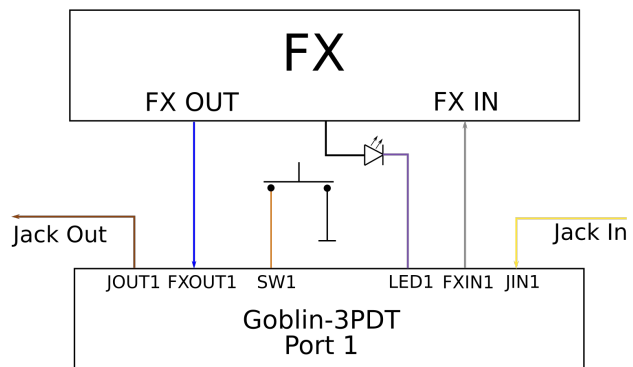 FX
FX OUT FX IN
Jack Out Jack In
JOUT1 FXOUT1 SW1 LED1 FXIN1 JIN1
Goblin-3PDT
Port 1